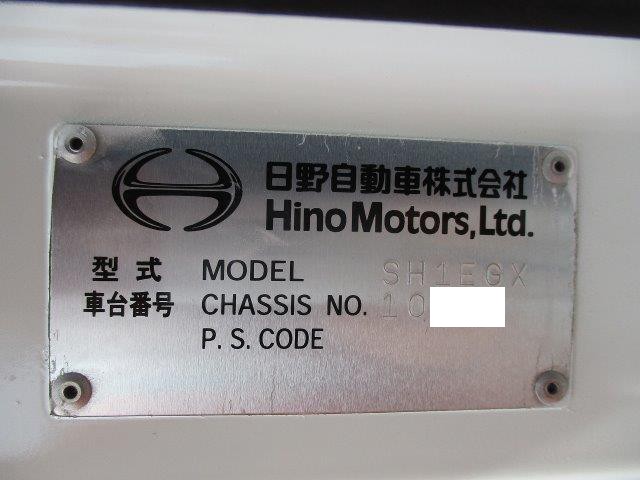 日野自動車株式会社
Hino Motors, Ltd.
型式 MODEL SH1EGX
車台番号 CHASSIS NO. 10
P. S. CODE